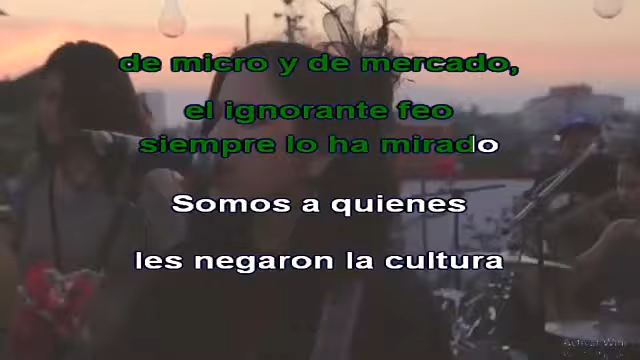 de micro y de mercado,
el ignorante feo
siempre lo ha mirado
Somos a quienes
les negaron la cultura